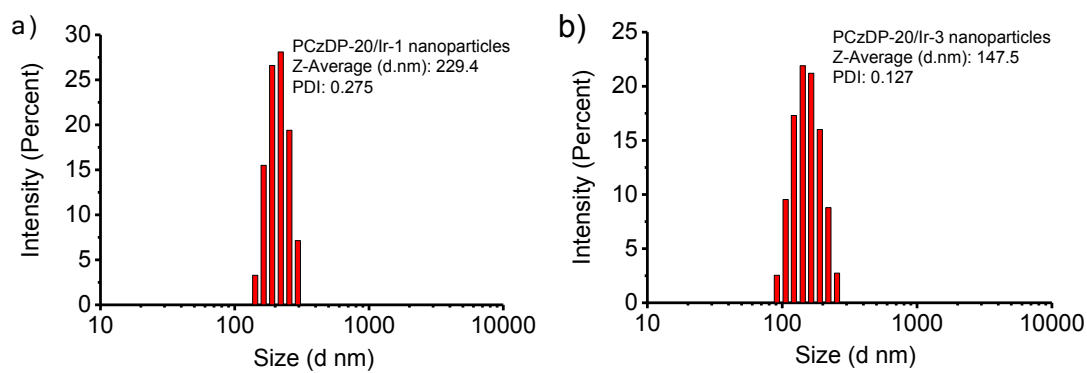 a)
PCzDP-20/Ir-1 nanoparticles
Z-Average (d.nm): 229.4
PDI: 0.275
Intensity (Percent)
30
25
20
15
10
5
0
10 100 1000 10000
Size (d nm)
b)
PCzDP-20/Ir-3 nanoparticles
Z-Average (d.nm): 147.5
PDI: 0.127
Intensity (Percent)
25
20
15
10
5
0
10 100 1000 10000
Size (d nm)